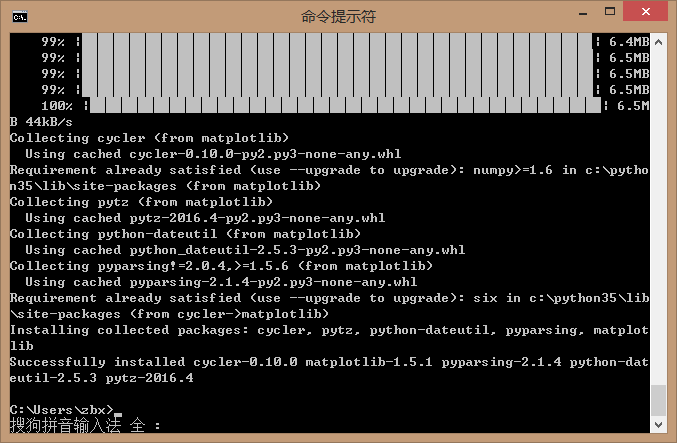 命令提示符
99% 6.4MB
99% 6.5MB
99% 6.5MB
99% 6.5MB
100% 6.5M
B 44kB/s
Collecting cycler (from matplotlib)
  Using cached cycler-0.10.0-py2.py3-none-any.whl
Requirement already satisfied (use --upgrade to upgrade): numpy>=1.6 in c:\pytho
n35\lib\site-packages (from matplotlib)
Collecting pytz (from matplotlib)
  Using cached pytz-2016.4-py2.py3-none-any.whl
Collecting python-dateutil (from matplotlib)
  Using cached python_dateutil-2.5.3-py2.py3-none-any.whl
Collecting pyparsing!=2.0.4,>=1.5.6 (from matplotlib)
  Using cached pyparsing-2.1.4-py2.py3-none-any.whl
Requirement already satisfied (use --upgrade to upgrade): six in c:\python35\lib
\site-packages (from cycler->matplotlib)
Installing collected packages: cycler, pytz, python-dateutil, pyparsing, matplot
lib
Successfully installed cycler-0.10.0 matplotlib-1.5.1 pyparsing-2.1.4 python-dat
eutil-2.5.3 pytz-2016.4
C:\Users\zbx>_
搜狗拼音输入法 全 :